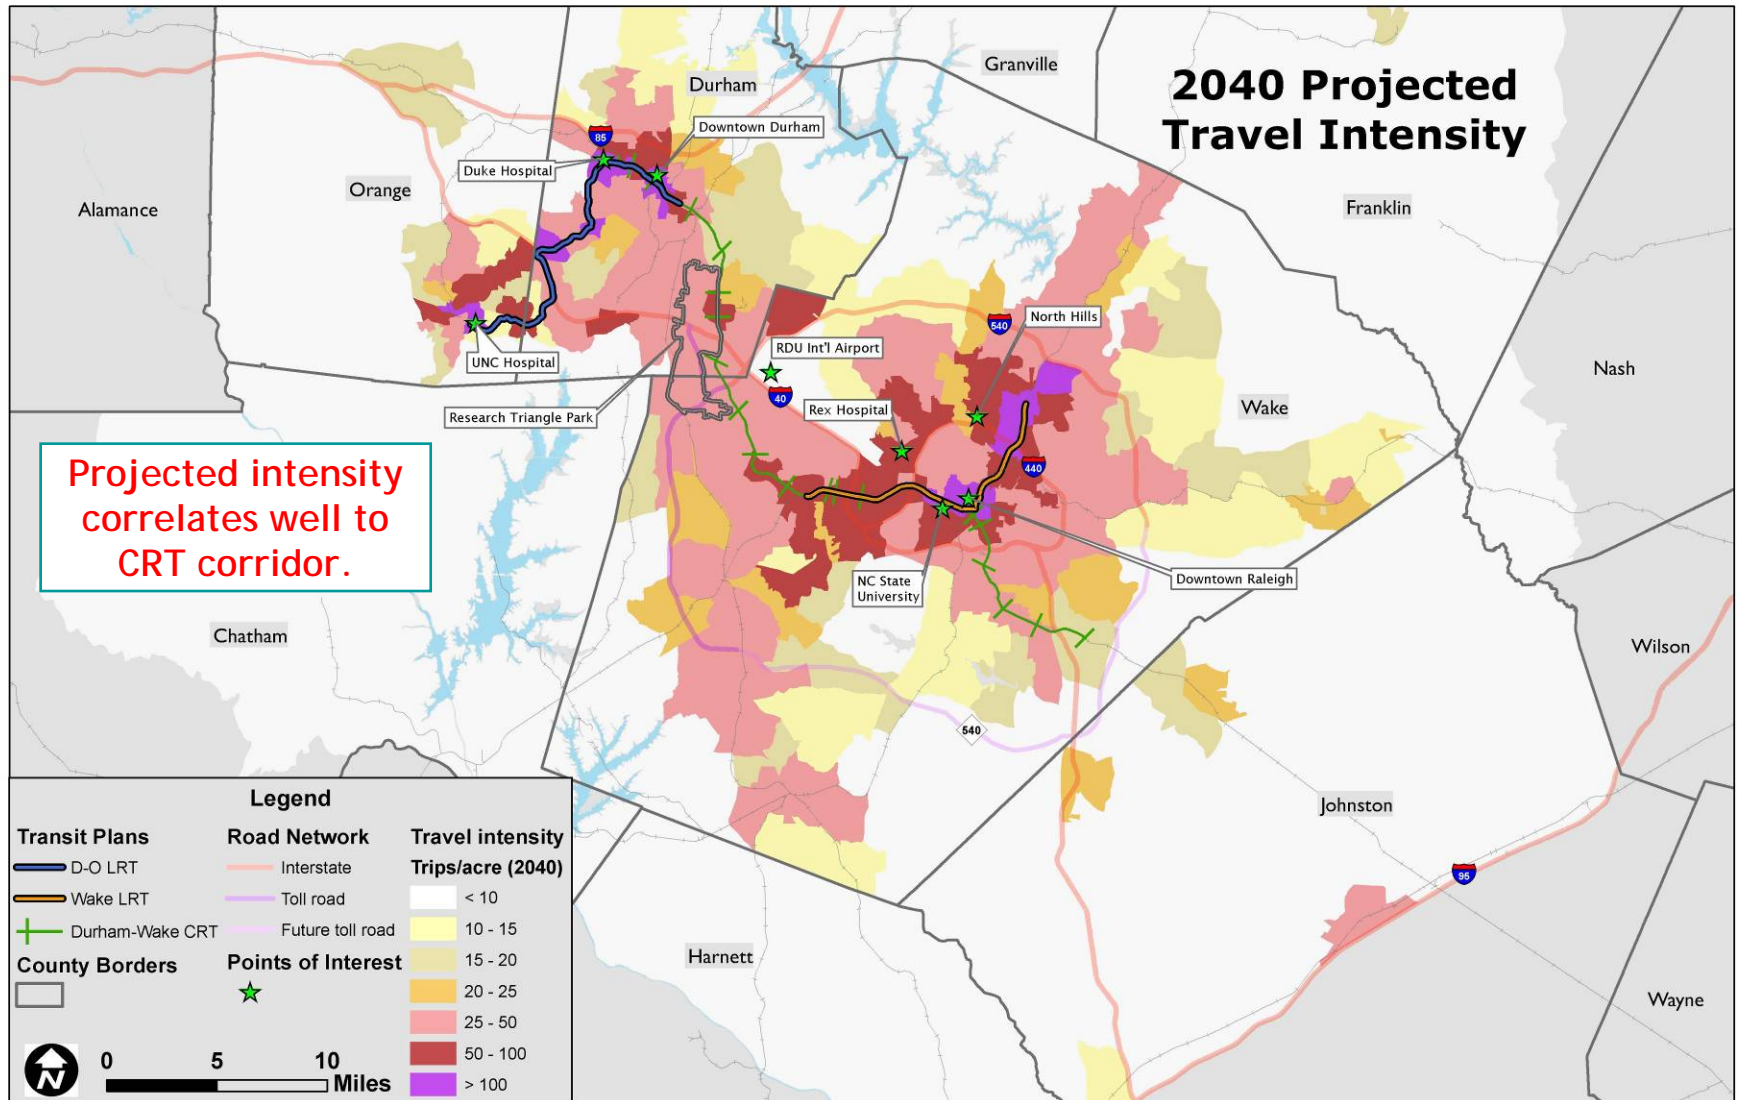 2040 Projected
Travel Intensity
Granville
Durham
Downtown Durham
85
Duke Hospital
Orange
Alamance
Franklin
North Hills
540
RDU Int'l Airport
UNC Hospital
40
Nash
Research Triangle Park
Rex Hospital
Wake
440
Projected intensity
correlates well to
CRT corridor.
NC State
University
Downtown Raleigh
Chatham
Wilson
540
Johnston
95
Harnett
Wayne
Legend
Transit Plans
D-O LRT
Wake LRT
Durham-Wake CRT
County Borders
Road Network
Interstate
Toll road
Future toll road
Points of Interest
Travel intensity
Trips/acre (2040)
< 10
10 - 15
15 - 20
20 - 25
25 - 50
50 - 100
> 100
N
0 5 10
Miles